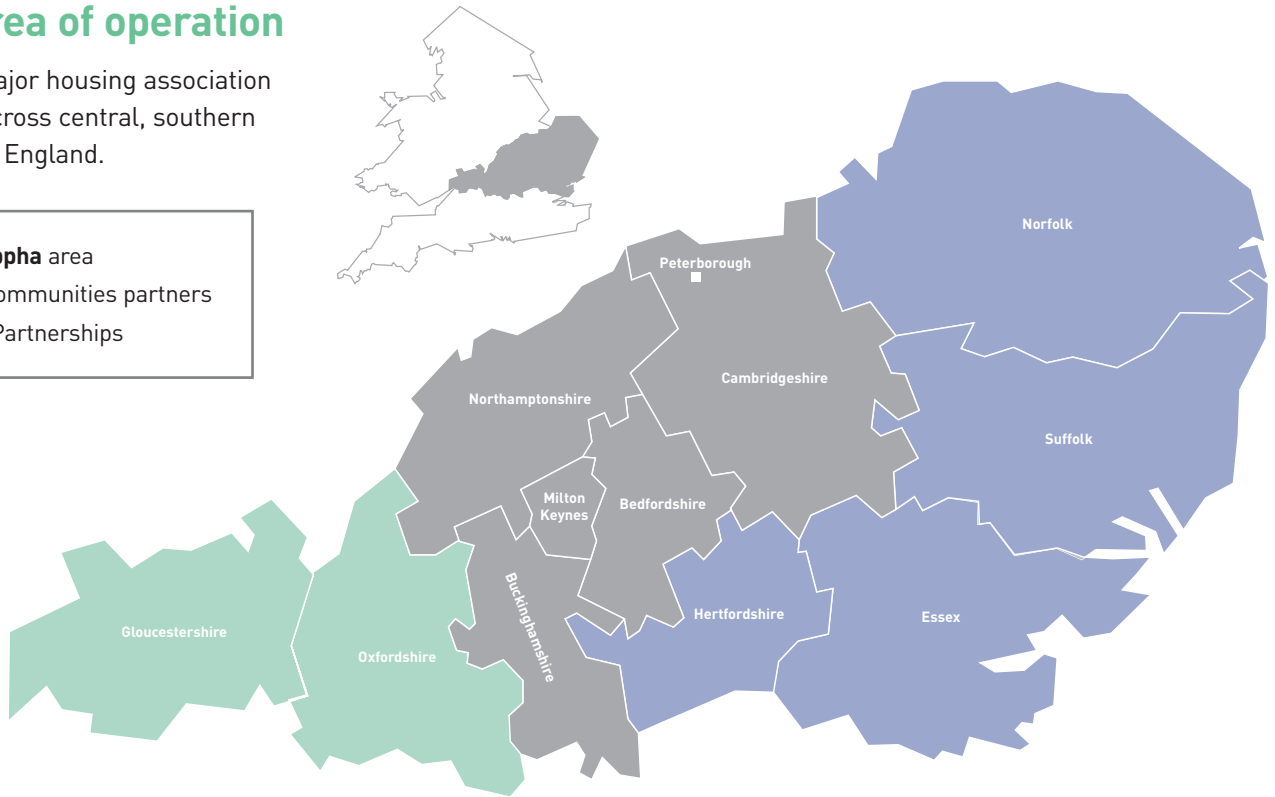 rea of operation
ajor housing association
cross central, southern
England.
opha area
ommunities partners
Partnerships
Norfolk
Peterborough
Cambridgeshire
Northamptonshire
Suffolk
Milton
Keynes
Bedfordshire
Buckinghamshire
Hertfordshire
Essex
Gloucestershire
Oxfordshire